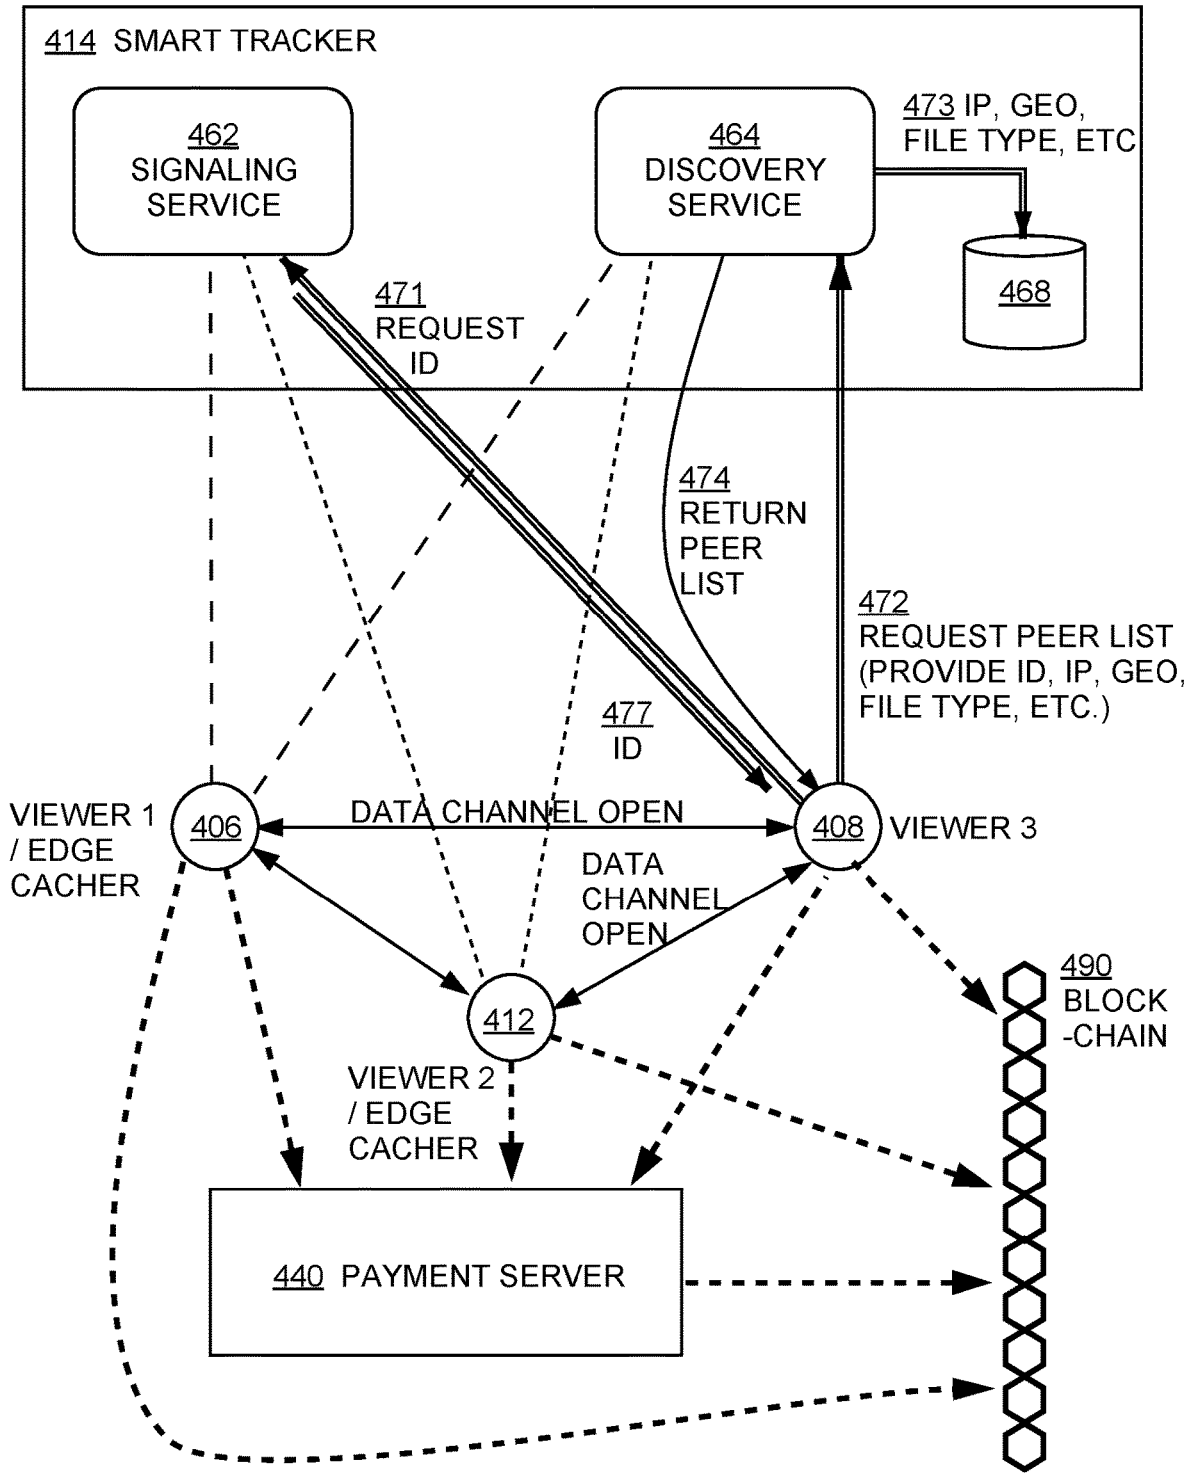 414 SMART TRACKER
462
SIGNALING
SERVICE
464
DISCOVERY
SERVICE
473 IP, GEO,
FILE TYPE, ETC
468
471
REQUEST
ID
474
RETURN
PEER
LIST
472
REQUEST PEER LIST
(PROVIDE ID, IP, GEO,
FILE TYPE, ETC.)
477
ID
VIEWER 1
/ EDGE
CACHER
406
DATA CHANNEL OPEN
408
VIEWER 3
DATA
CHANNEL
OPEN
412
VIEWER 2
/ EDGE
CACHER
490
BLOCK
-CHAIN
440 PAYMENT SERVER